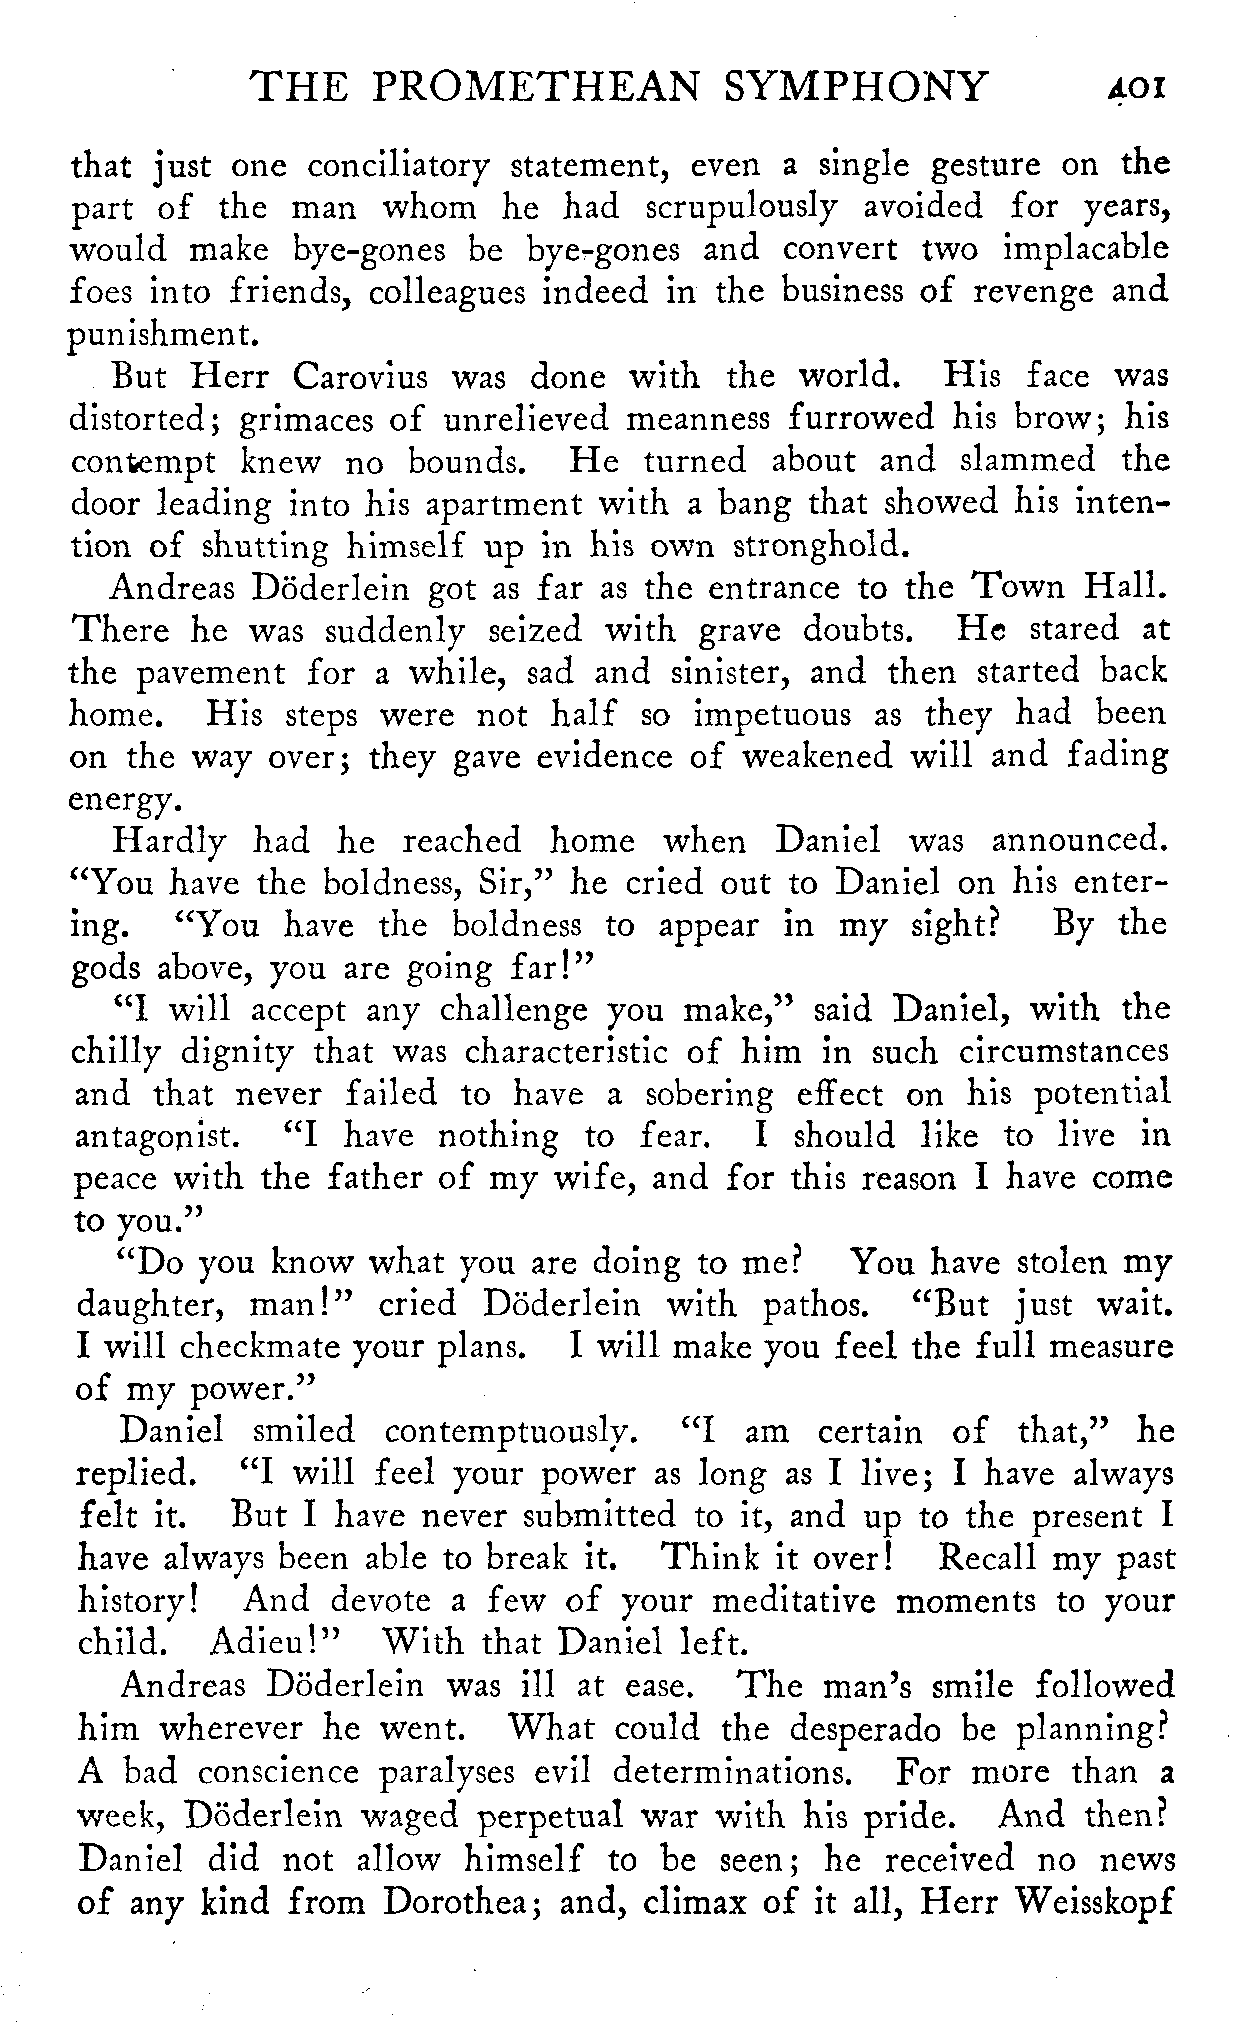 THE PROMETHEAN SYMPHONY 401
that just one conciliatory statement, even a single gesture on the
part of the man whom he had scrupulously avoided for years,
would make bye-gones be bye-gones and convert two implacable
foes into friends, colleagues indeed in the business of revenge and
punishment.
But Herr Carovius was done with the world. His face was
distorted; grimaces of unrelieved meanness furrowed his brow; his
contempt knew no bounds. He turned about and slammed the
door leading into his apartment with a bang that showed his inten-
tion of shutting himself up in his own stronghold.
Andreas Döderlein got as far as the entrance to the Town Hall.
There he was suddenly seized with grave doubts. He stared at
the pavement for a while, sad and sinister, and then started back
home. His steps were not half so impetuous as they had been
on the way over; they gave evidence of weakened will and fading
energy.
Hardly had he reached home when Daniel was announced.
“You have the boldness, Sir,” he cried out to Daniel on his enter-
ing. “You have the boldness to appear in my sight? By the
gods above, you are going far!”
“I will accept any challenge you make,” said Daniel, with the
chilly dignity that was characteristic of him in such circumstances
and that never failed to have a sobering effect on his potential
antagonist. “I have nothing to fear. I should like to live in
peace with the father of my wife, and for this reason I have come
to you.”
“Do you know what you are doing to me? You have stolen my
daughter, man!” cried Döderlein with pathos. “But just wait.
I will checkmate your plans. I will make you feel the full measure
of my power.”
Daniel smiled contemptuously. “I am certain of that,” he
replied. “I will feel your power as long as I live; I have always
felt it. But I have never submitted to it, and up to the present I
have always been able to break it. Think it over! Recall my past
history! And devote a few of your meditative moments to your
child. Adieu!” With that Daniel left.
Andreas Döderlein was ill at ease. The man’s smile followed
him wherever he went. What could the desperado be planning?
A bad conscience paralyses evil determinations. For more than a
week, Döderlein waged perpetual war with his pride. And then?
Daniel did not allow himself to be seen; he received no news
of any kind from Dorothea; and, climax of it all, Herr Weisskopf